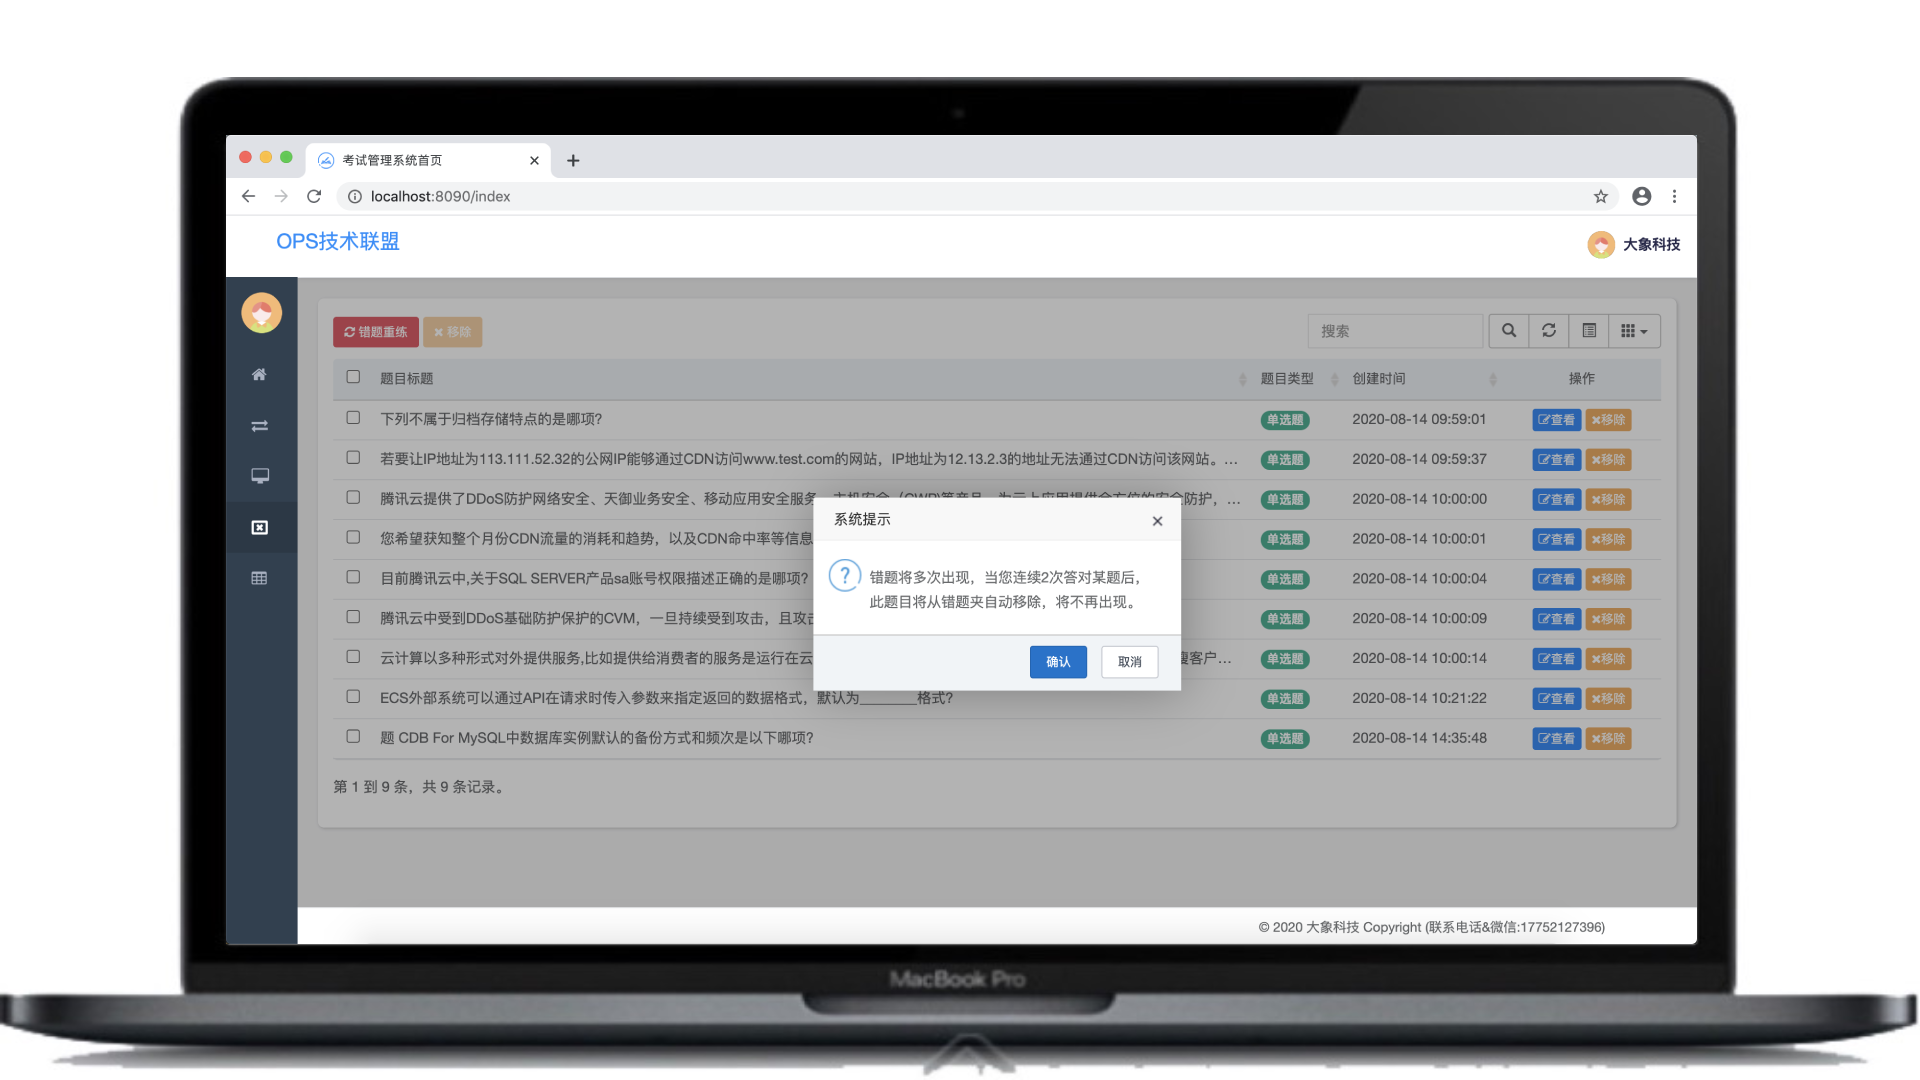 考试管理系统首页
localhost:8090/index
OPS技术联盟
大象科技
错题重练 移除 搜索
题目标题 题目类型 创建时间 操作
下列不属于归档存储特点的是哪项? 单选题 2020-08-14 09:59:01 查看 移除
若要让IP地址为113.111.52.32的公网IP能够通过CDN访问www.test.com的网站，IP地址为12.13.2.3的地址无法通过CDN访问该网站。... 单选题 2020-08-14 09:59:37 查看 移除
腾讯云提供了DDoS防护网络安全、天御业务安全、移动应用安全服务、主机安全（CWP)等产品，为云上应用提供全方位的安全防护，... 单选题 2020-08-14 10:00:00 查看 移除
您希望获知整个月份CDN流量的消耗和趋势，以及CDN命中率等信息 单选题 2020-08-14 10:00:01 查看 移除
目前腾讯云中,关于SQL SERVER产品sa账号权限描述正确的是哪项? 单选题 2020-08-14 10:00:04 查看 移除
腾讯云中受到DDoS基础防护保护的CVM，一旦持续受到攻击，且攻击 单选题 2020-08-14 10:00:09 查看 移除
云计算以多种形式对外提供服务,比如提供给消费者的服务是运行在云 客户... 单选题 2020-08-14 10:00:14 查看 移除
ECS外部系统可以通过API在请求时传入参数来指定返回的数据格式，默认为________格式? 单选题 2020-08-14 10:21:22 查看 移除
题 CDB For MySQL中数据库实例默认的备份方式和频次是以下哪项? 单选题 2020-08-14 14:35:48 查看 移除
第 1 到 9 条，共 9 条记录。
系统提示
错题将多次出现，当您连续2次答对某题后，
此题目将从错题夹自动移除，将不再出现。
确认 取消
© 2020 大象科技 Copyright (联系电话&微信:17752127396)
MacBook Pro